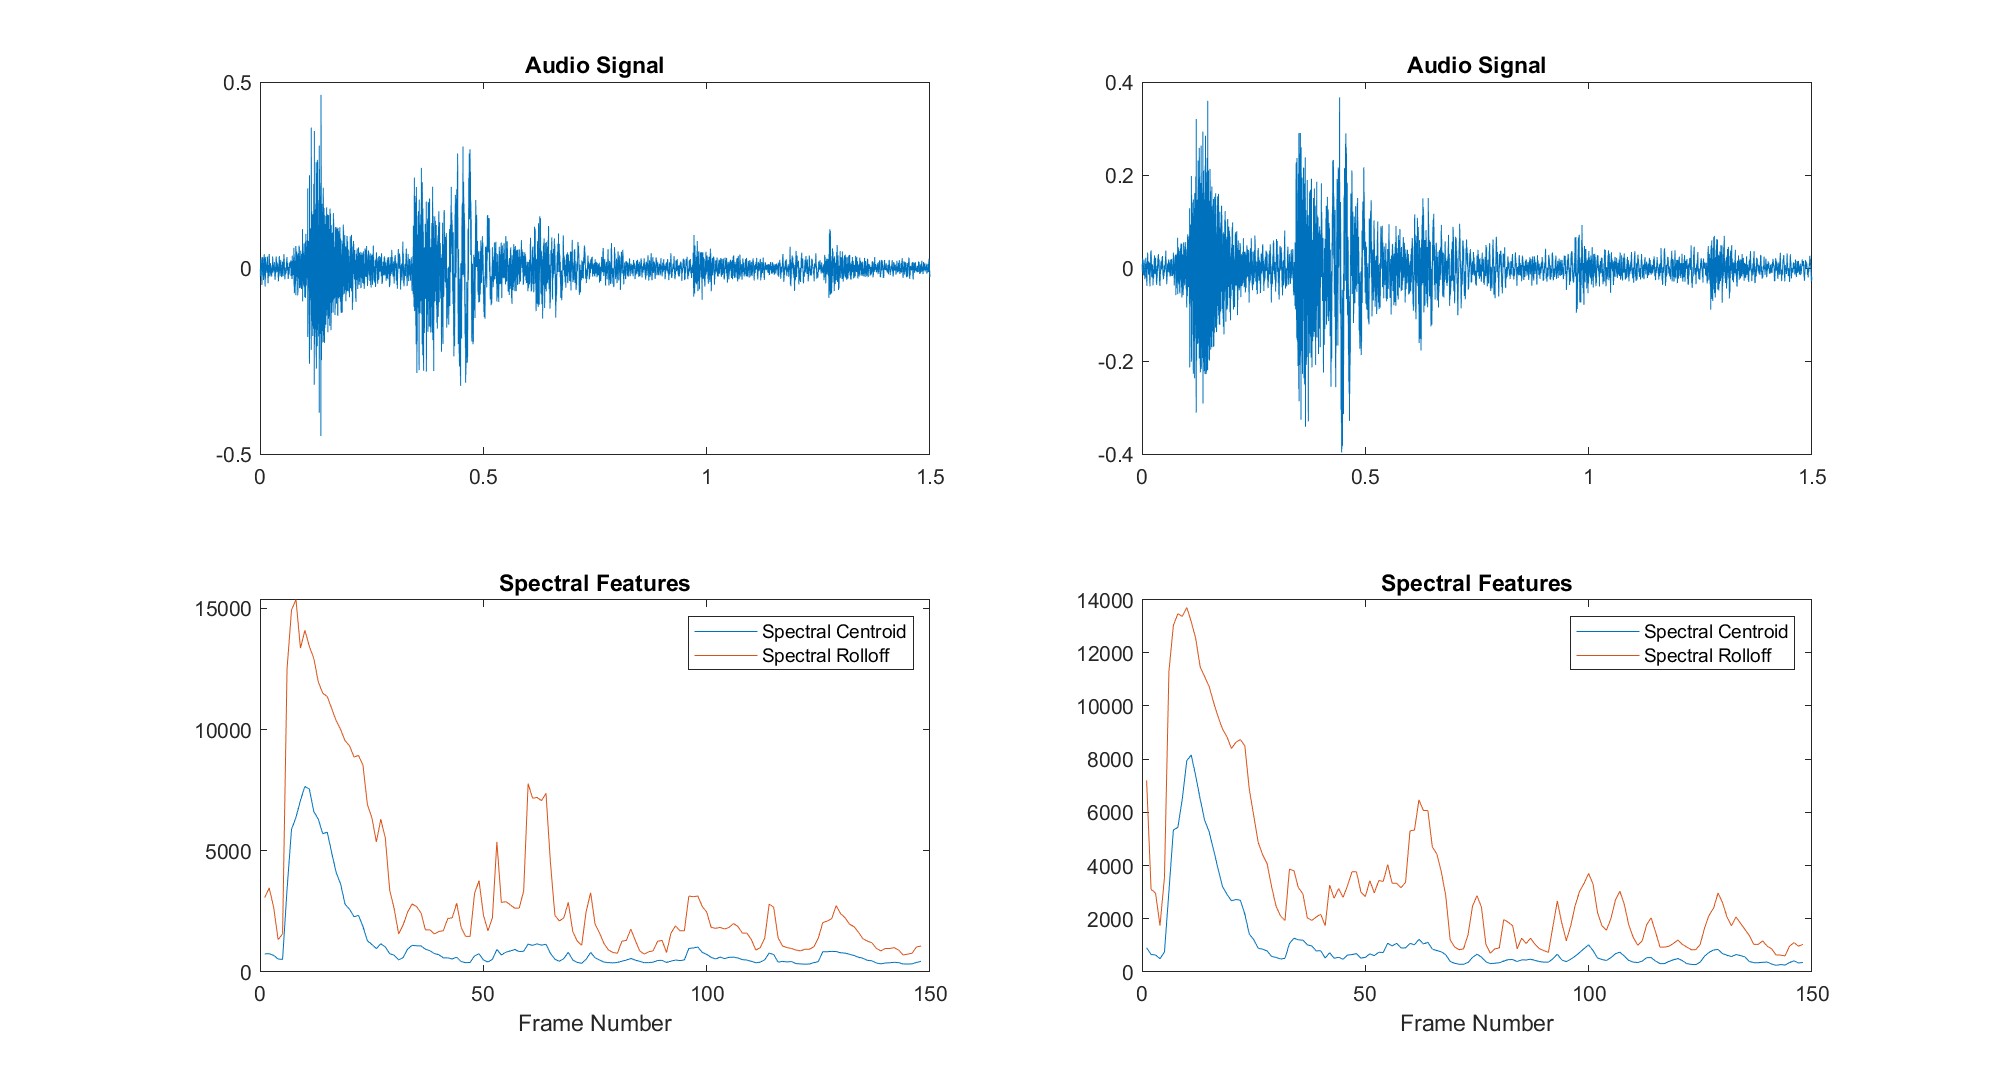 Audio Signal
0.5
0
-0.5
0 0.5 1 1.5
Audio Signal
0.4
0.2
0
-0.2
-0.4
0 0.5 1 1.5
Spectral Features
15000
10000
5000
0
Spectral Centroid
Spectral Rolloff
0 50 100 150
Frame Number
Spectral Features
14000
12000
10000
8000
6000
4000
2000
0
Spectral Centroid
Spectral Rolloff
0 50 100 150
Frame Number